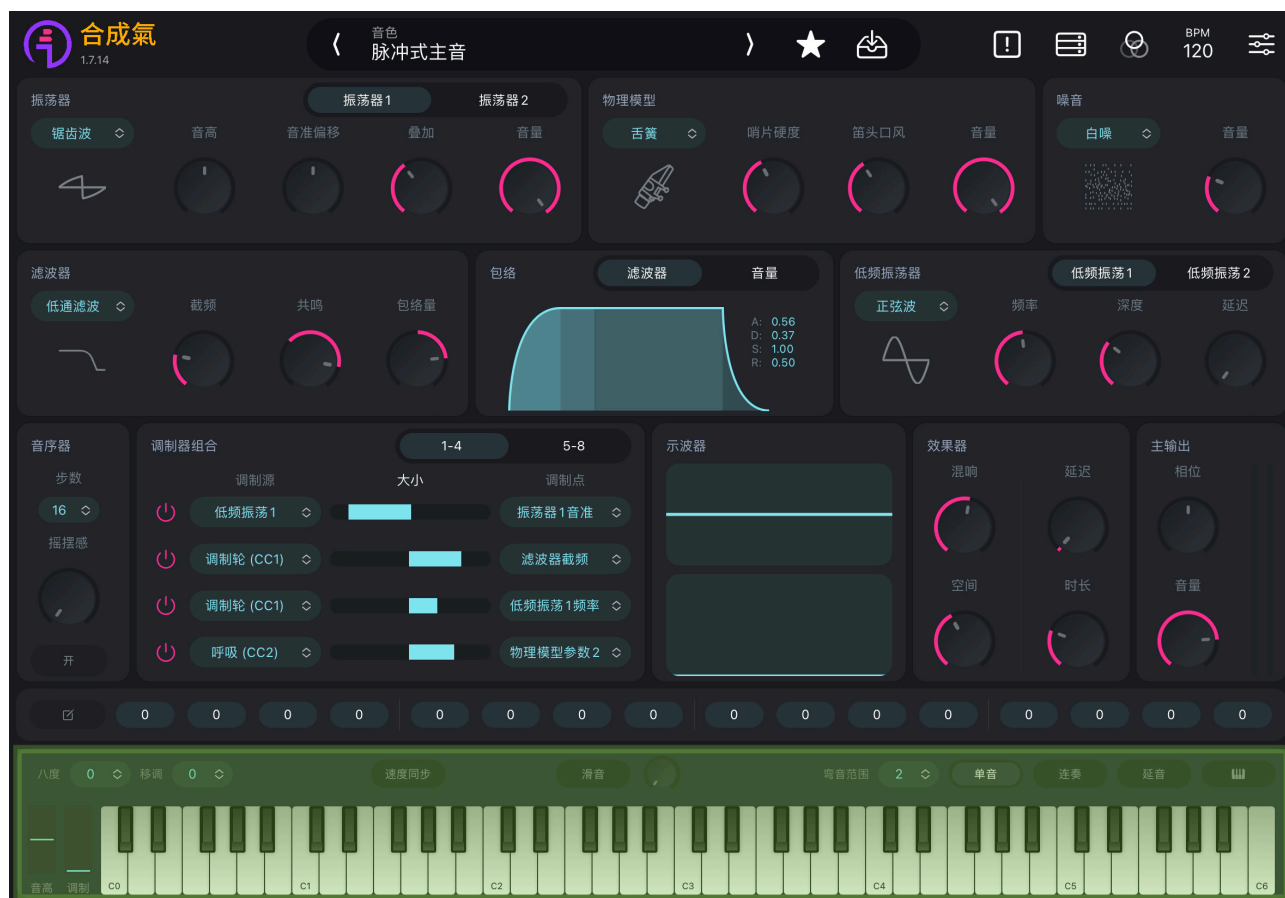 合成氣
1.7.14
音色
脉冲式主音
BPM
120
振荡器
振荡器1 振荡器2
锯齿波 音高 音准偏移 叠加 音量
物理模型
舌簧 哨片硬度 笛头口风 音量
噪音
白噪 音量
滤波器
低通滤波 截频 共鸣 包络量
包络 滤波器 音量
A: 0.56
D: 0.37
S: 1.00
R: 0.50
低频振荡器 低频振荡1 低频振荡2
正弦波 频率 深度 延迟
音序器
步数
16
摇摆感
开
调制器组合 1-4 5-8
调制源 大小 调制点
低频振荡1 振荡器1音准
调制轮 (CC1) 滤波器截频
调制轮 (CC1) 低频振荡1频率
呼吸 (CC2) 物理模型参数2
示波器
效果器
混响 延迟
空间 时长
主输出
相位
音量
0 0 0 0 0 0 0 0 0 0 0 0 0 0 0 0
八度 0 移调 0 速度同步 滑音 弯音范围 2 单音 连奏 延音
音高 调制 C0 C1 C2 C3 C4 C5 C6